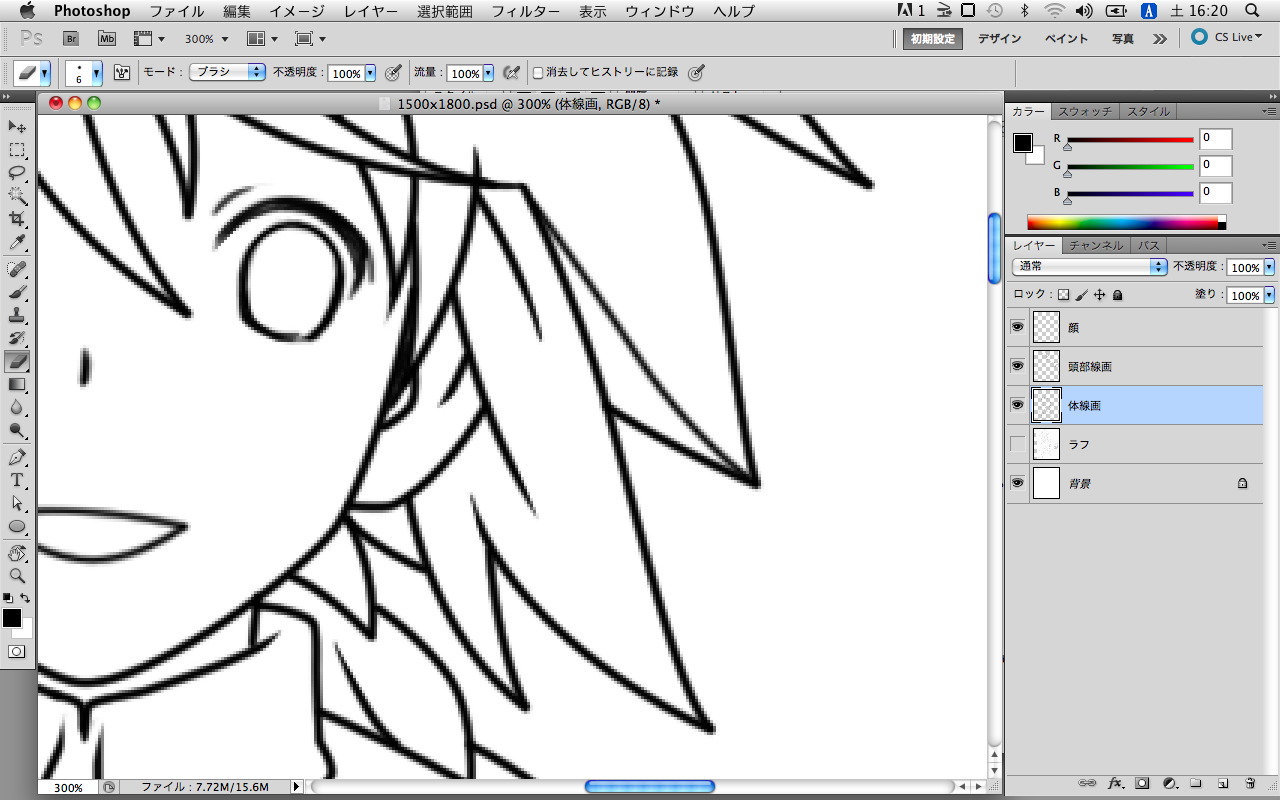 Photoshop ファイル 編集 イメージ レイヤー 選択範囲 フィルター 表示 ウィンドウ ヘルプ 1 A 土 16:20
Ps Br Mb 300% 初期設定 デザイン ペイント 写真 CS Live
6 モード : ブラシ 不透明度 : 100% 流量 : 100% 消去してヒストリーに記録
1500x1800.psd @ 300% (体線画, RGB/8) *
カラー スウォッチ スタイル
R 0
G 0
B 0
レイヤー チャンネル パス
通常 不透明度 : 100%
ロック : 塗り : 100%
顔
頭部線画
体線画
ラフ
背景
T
300% ファイル : 7.72M/15.6M
fx